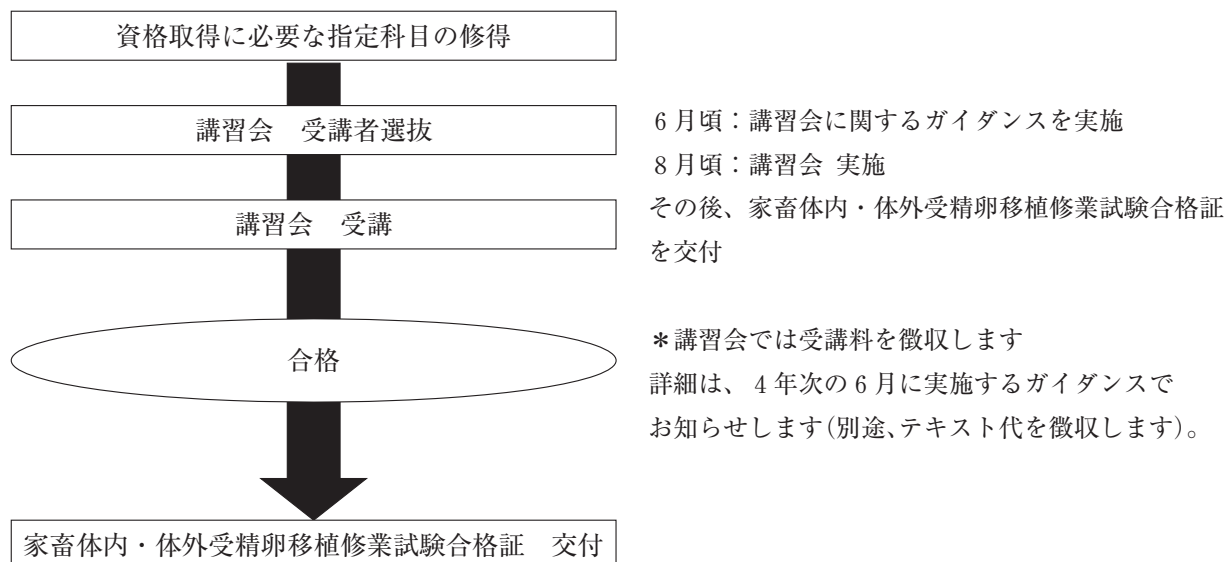 資格取得に必要な指定科目の修得
講習会　受講者選抜
講習会　受講
合格
家畜体内・体外受精卵移植修業試験合格証　交付
6月頃：講習会に関するガイダンスを実施
8月頃：講習会 実施
その後、家畜体内・体外受精卵移植修業試験合格証
を交付
＊講習会では受講料を徴収します
詳細は、4年次の6月に実施するガイダンスで
お知らせします(別途、テキスト代を徴収します)。